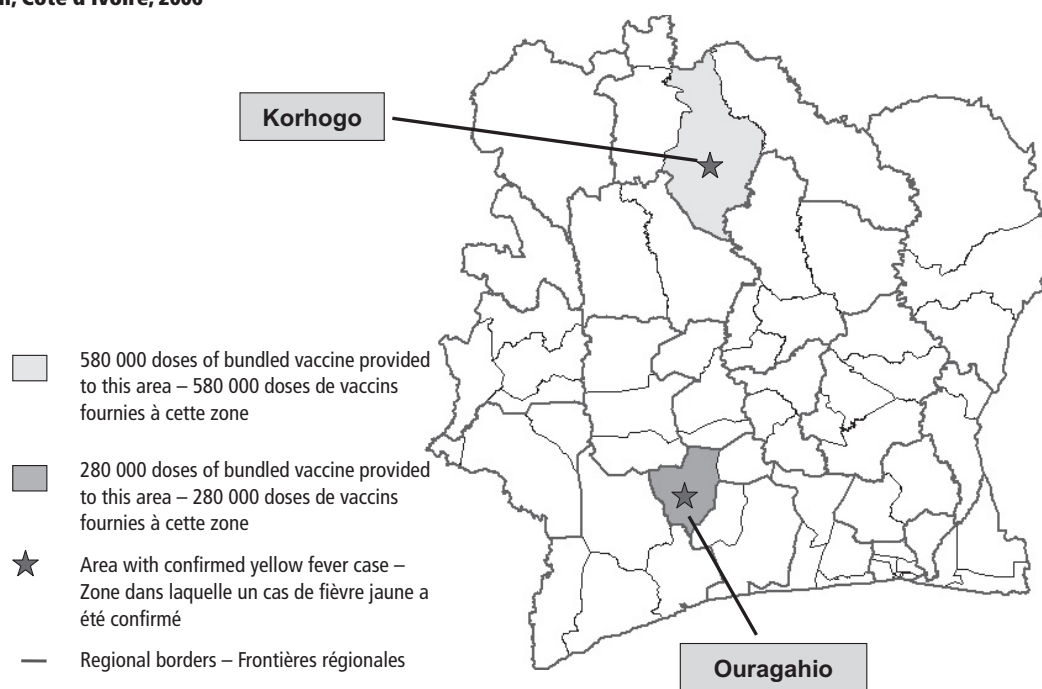 Côte d'Ivoire, 2006
Korhogo
580 000 doses of bundled vaccine provided
to this area – 580 000 doses de vaccins
fournies à cette zone
280 000 doses of bundled vaccine provided
to this area – 280 000 doses de vaccins
fournies à cette zone
Area with confirmed yellow fever case –
Zone dans laquelle un cas de fièvre jaune a
été confirmé
Regional borders – Frontières régionales
Ouragahio